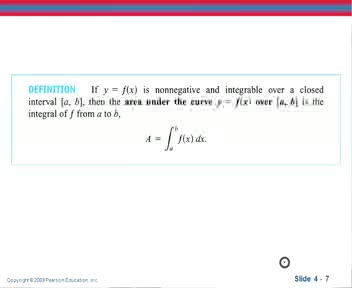 DEFINITION If y = f(x) is nonnegative and integrable over a closed
interval [a, b], then the area under the curve y = f(x) over [a, b] is the
integral of f from a to b,
A = ∫_a^b f(x) dx.
Copyright © 2009 Pearson Education, Inc.
Slide 4 - 7